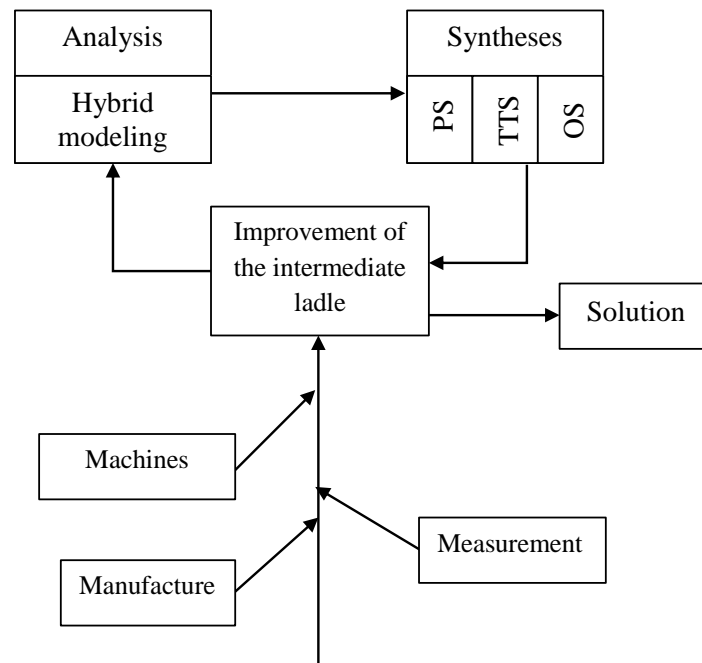 Analysis
Syntheses
Hybrid
modeling
PS
TTS
OS
Improvement of
the intermediate
ladle
Solution
Machines
Measurement
Manufacture